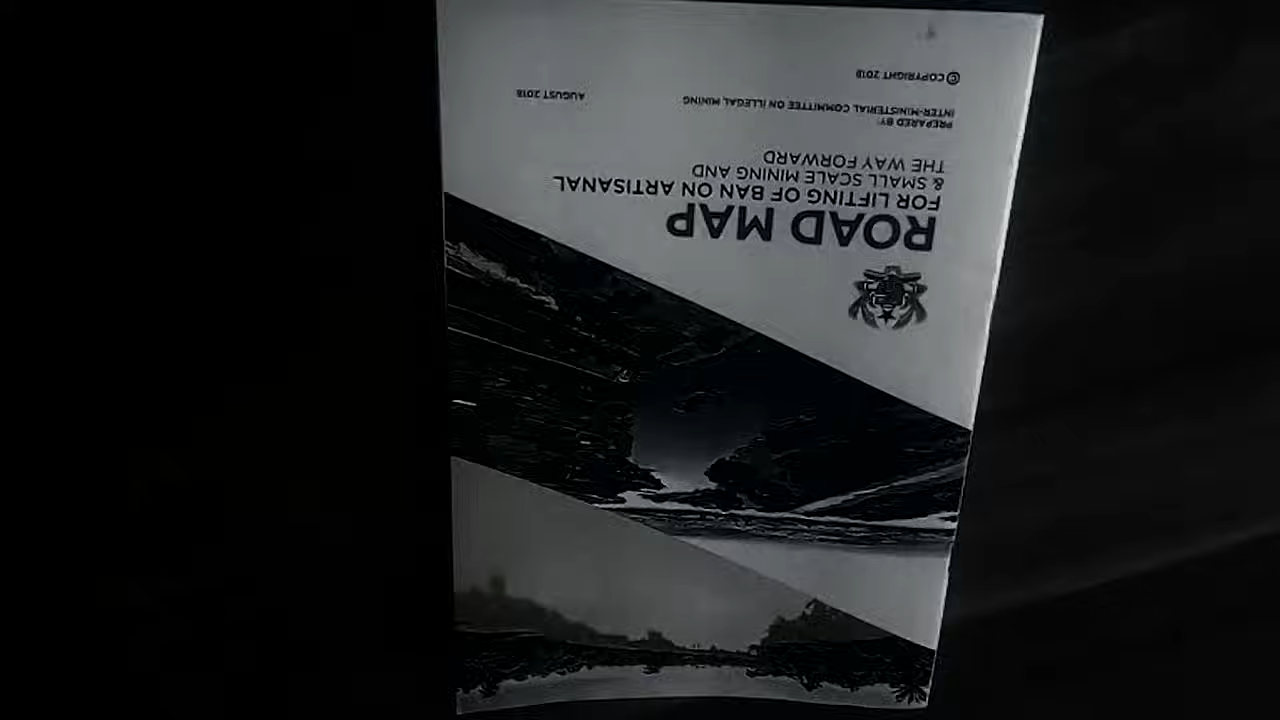 ROAD MAP
FOR LIFTING OF BAN ON ARTISANAL
& SMALL SCALE MINING AND
THE WAY FORWARD
PREPARED BY:
INTER-MINISTERIAL COMMITTEE ON ILLEGAL MINING
AUGUST 2018
© COPYRIGHT 2018